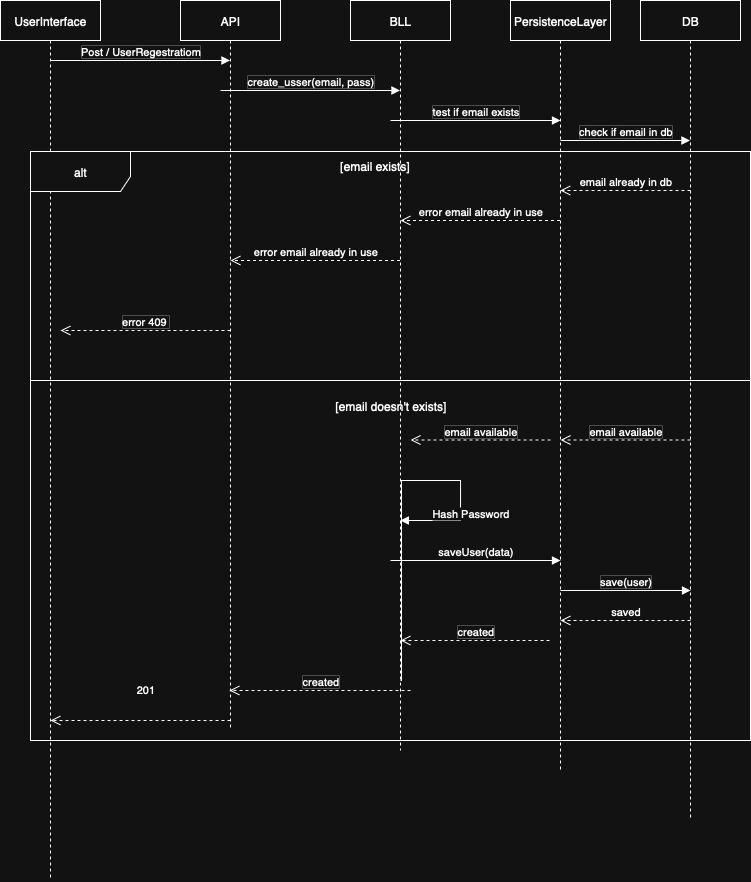 UserInterface
API
BLL
PersistenceLayer
DB
Post / UserRegestratiom
create_usser(email, pass)
test if email exists
check if email in db
alt
[email exists]
email already in db
error email already in use
error email already in use
error 409
[email doesn't exists]
email available
email available
Hash Password
saveUser(data)
save(user)
saved
created
created
201